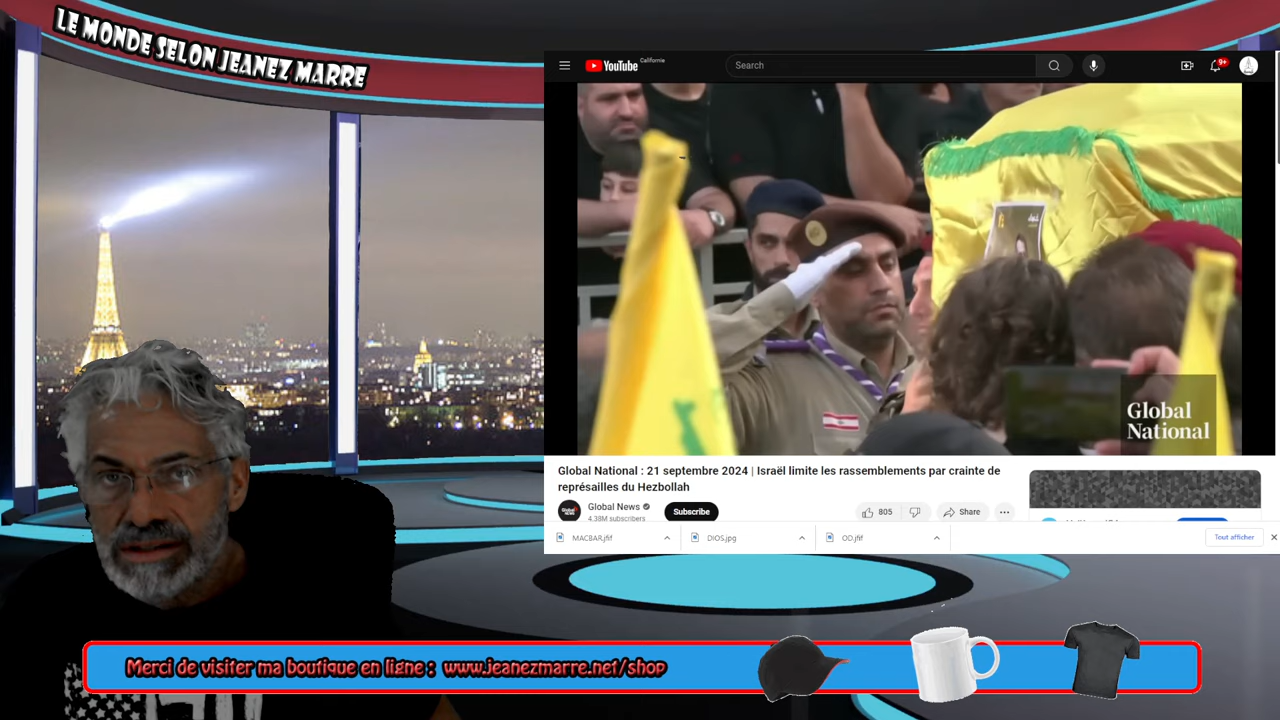 LE MONDE SELON JEANEZ MARRE
YouTube
Californie
Search
9+
Global
National
Global National : 21 septembre 2024 | Israël limite les rassemblements par crainte de
représailles du Hezbollah
Global News
4.38M subscribers
Subscribe
805
Share
MACBAR.jfif
DiOS.jpg
OD.jfif
Tout afficher
Merci de visiter ma boutique en ligne : www.jeanezmarre.net/shop